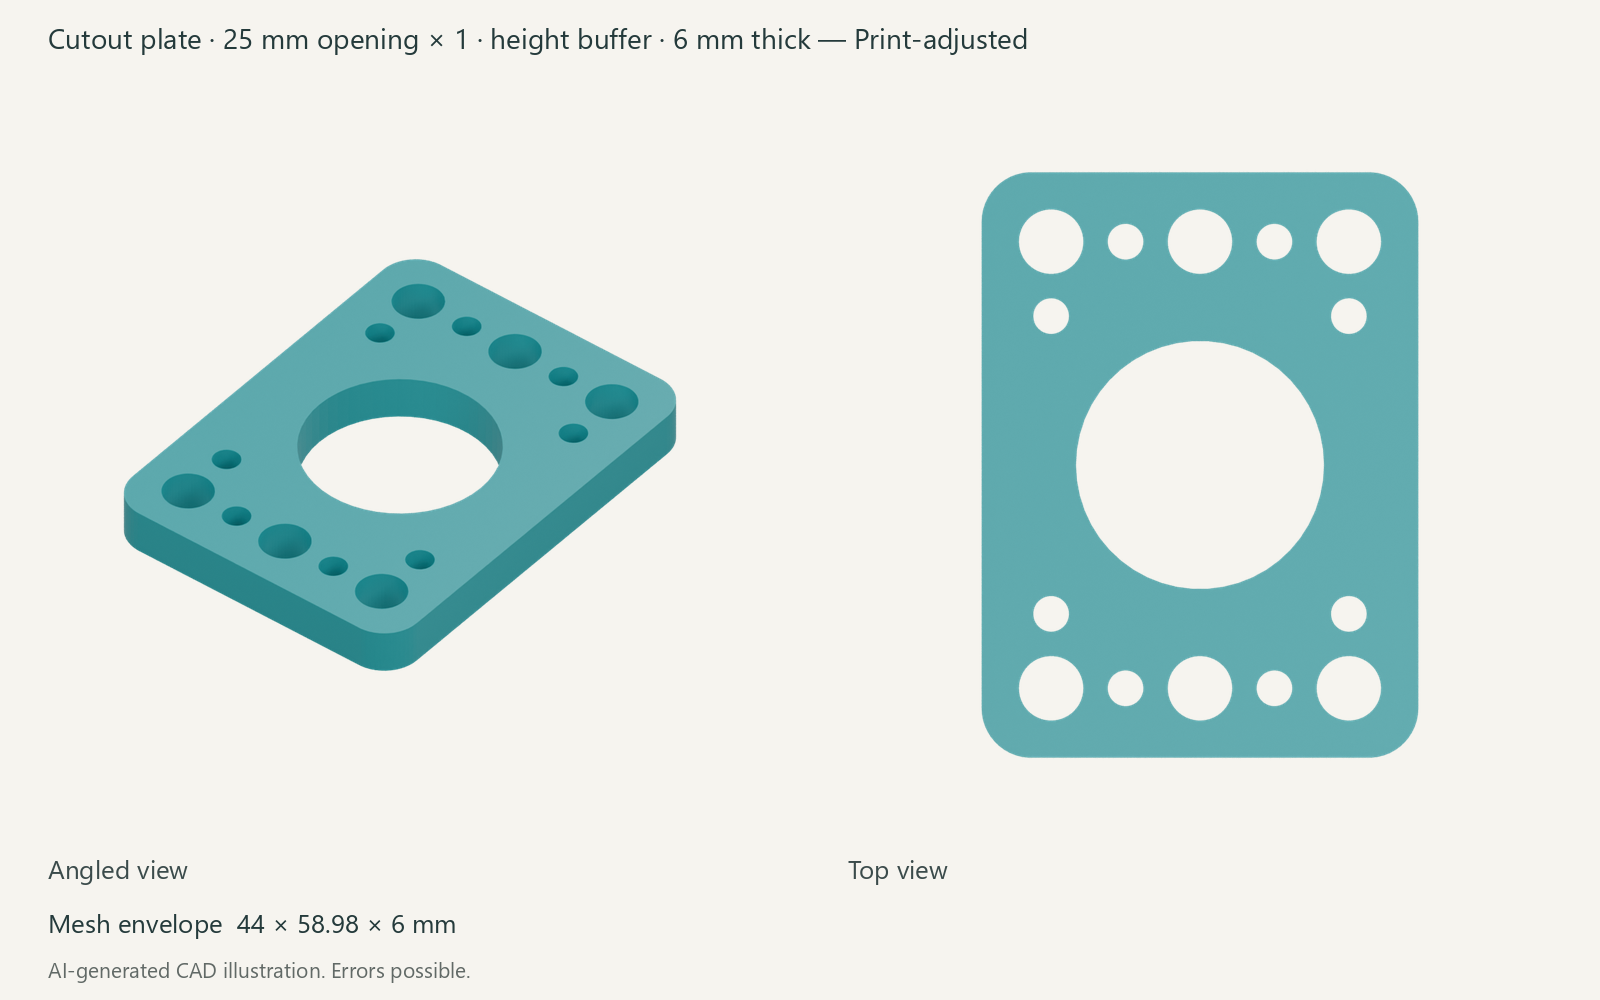 Cutout plate · 25 mm opening × 1 · height buffer · 6 mm thick — Print-adjusted
Angled view
Top view
Mesh envelope 44 × 58.98 × 6 mm
AI-generated CAD illustration. Errors possible.